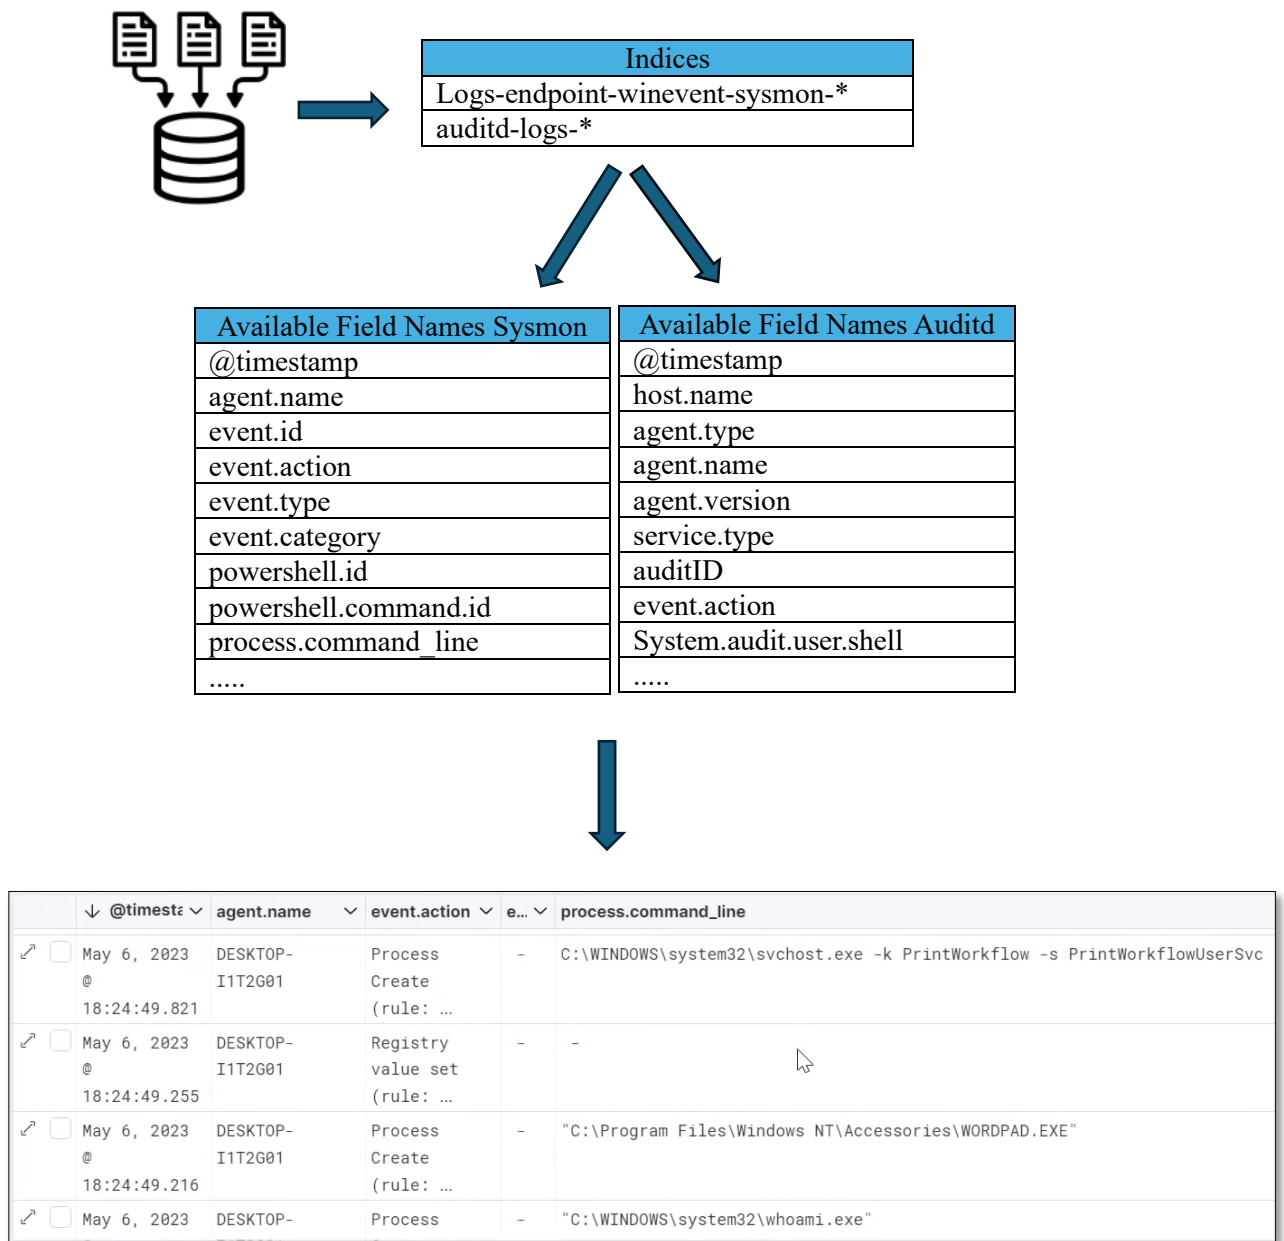 Indices
Logs-endpoint-winevent-sysmon-*
auditd-logs-*
Available Field Names Sysmon
@timestamp
agent.name
event.id
event.action
event.type
event.category
powershell.id
powershell.command.id
process.command_line
.....
Available Field Names Auditd
@timestamp
host.name
agent.type
agent.name
agent.version
service.type
auditID
event.action
System.audit.user.shell
.....
@timest agent.name event.action e... process.command_line
May 6, 2023 DESKTOP- Process - C:\WINDOWS\system32\svchost.exe -k PrintWorkflow -s PrintWorkflowUserSvc
@ I1T2G01 Create
18:24:49.821 (rule: ...
May 6, 2023 DESKTOP- Registry - -
@ I1T2G01 value set
18:24:49.255 (rule: ...
May 6, 2023 DESKTOP- Process - "C:\Program Files\Windows NT\Accessories\WORDPAD.EXE"
@ I1T2G01 Create
18:24:49.216 (rule: ...
May 6, 2023 DESKTOP- Process - "C:\WINDOWS\system32\whoami.exe"